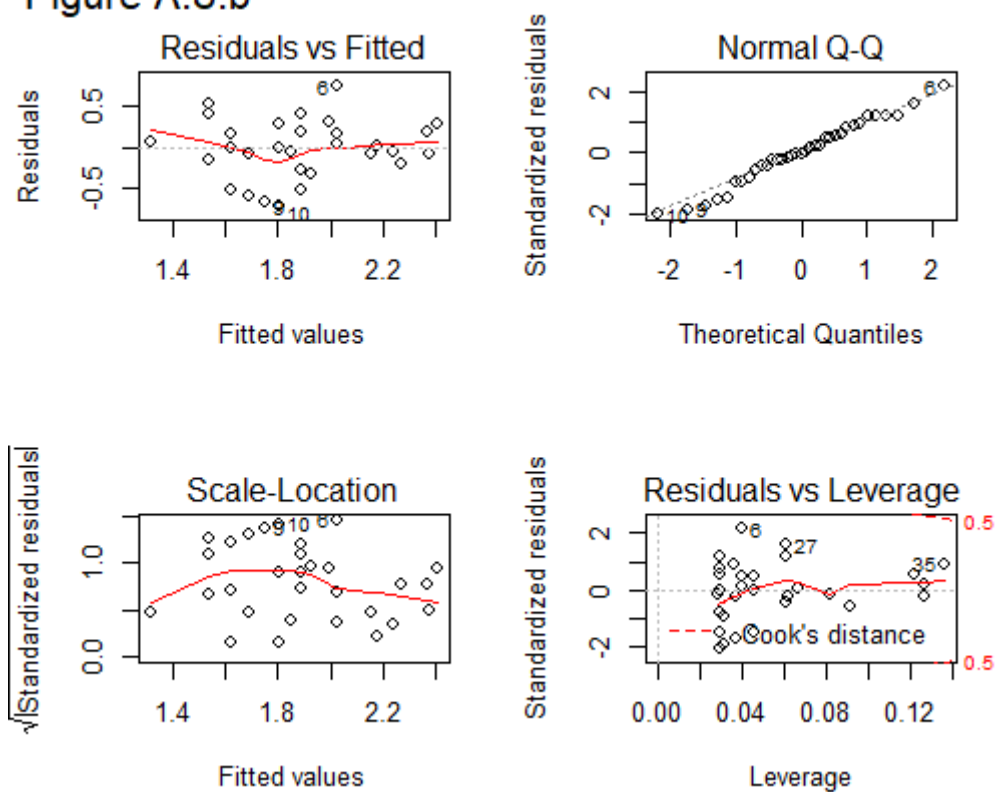 Figure A.3.b
Residuals vs Fitted
Residuals
0.5
-0.5
6
9 10
1.4 1.8 2.2
Fitted values
Normal Q-Q
Standardized residuals
2
0
-2
6
10 9
-2 -1 0 1 2
Theoretical Quantiles
Scale-Location
√|Standardized residuals|
1.0
0.0
9 10 6
1.4 1.8 2.2
Fitted values
Residuals vs Leverage
Standardized residuals
2
0
-2
6
27
35
0.5
0.5
Cook's distance
0.00 0.04 0.08 0.12
Leverage